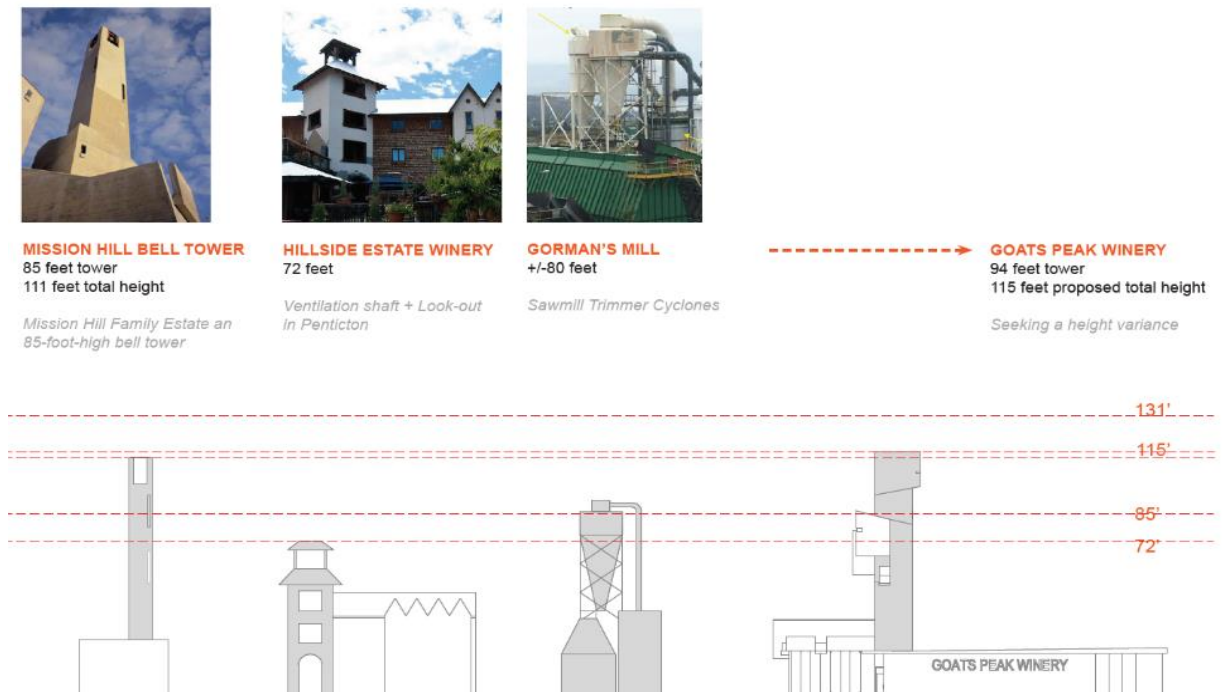 MISSION HILL BELL TOWER
85 feet tower
111 feet total height
Mission Hill Family Estate an
85-foot-high bell tower
HILLSIDE ESTATE WINERY
72 feet
Ventilation shaft + Look-out
in Penticton
GORMAN'S MILL
+/-80 feet
Sawmill Trimmer Cyclones
GOATS PEAK WINERY
94 feet tower
115 feet proposed total height
Seeking a height variance
131'
115'
85'
72'
GOATS PEAK WINERY